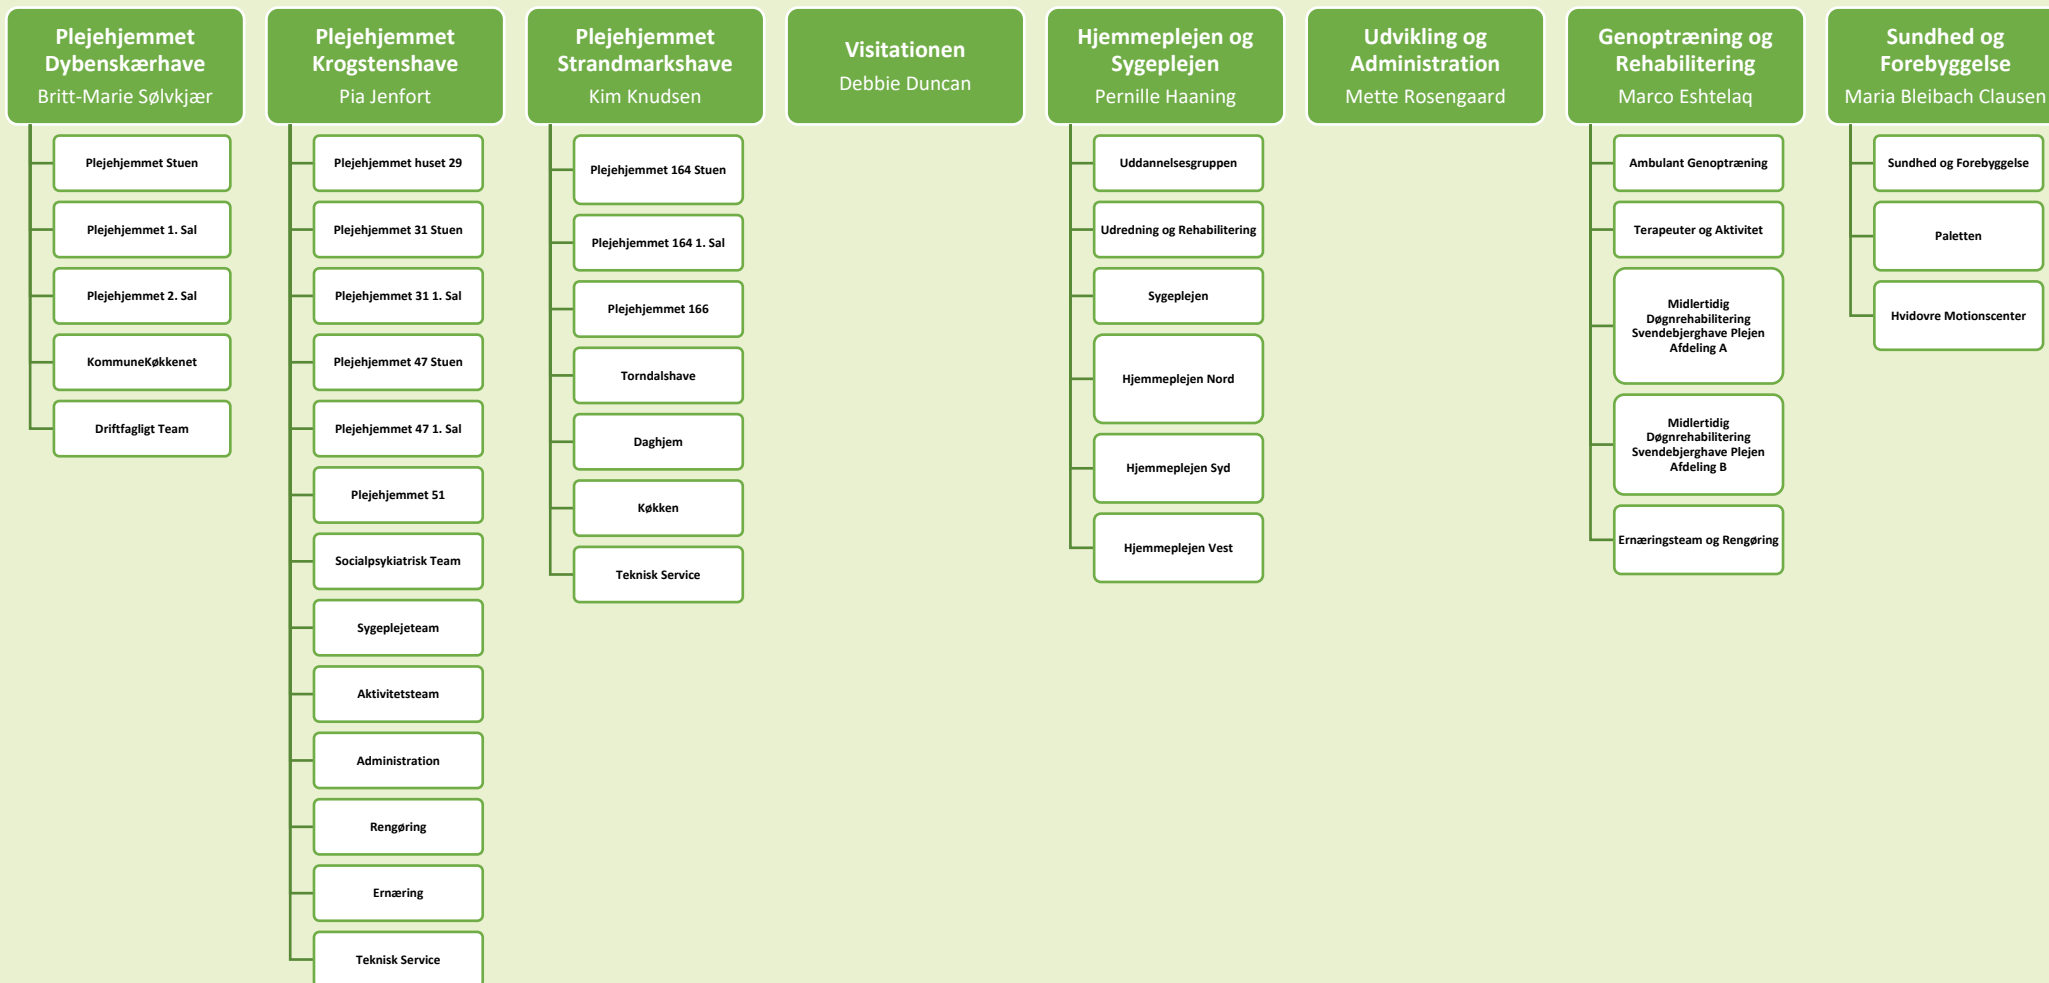 Plejehjemmet
Dybenskærhave
Britt-Marie Sølvkjær
Plejehjemmet Stuen
Plejehjemmet 1. Sal
Plejehjemmet 2. Sal
KommuneKøkkenet
Driftfagligt Team
Plejehjemmet
Krogstenshave
Pia Jenfort
Plejehjemmet huset 29
Plejehjemmet 31 Stuen
Plejehjemmet 31 1. Sal
Plejehjemmet 47 Stuen
Plejehjemmet 47 1. Sal
Plejehjemmet 51
Socialpsykiatrisk Team
Sygeplejeteam
Aktivitetsteam
Administration
Rengøring
Ernæring
Teknisk Service
Plejehjemmet
Strandmarkshave
Kim Knudsen
Plejehjemmet 164 Stuen
Plejehjemmet 164 1. Sal
Plejehjemmet 166
Torndalshave
Daghjem
Køkken
Teknisk Service
Visitationen
Debbie Duncan
Hjemmeplejen og
Sygeplejen
Pernille Haaning
Uddannelsesgruppen
Udredning og Rehabilitering
Sygeplejen
Hjemmeplejen Nord
Hjemmeplejen Syd
Hjemmeplejen Vest
Udvikling og
Administration
Mette Rosengaard
Genoptræning og
Rehabilitering
Marco Eshtelaq
Ambulant Genoptræning
Terapeuter og Aktivitet
Midlertidig
Døgnrehabilitering
Svendebjerghave Plejen
Afdeling A
Midlertidig
Døgnrehabilitering
Svendebjerghave Plejen
Afdeling B
Ernæringsteam og Rengøring
Sundhed og
Forebyggelse
Maria Bleibach Clausen
Sundhed og Forebyggelse
Paletten
Hvidovre Motionscenter